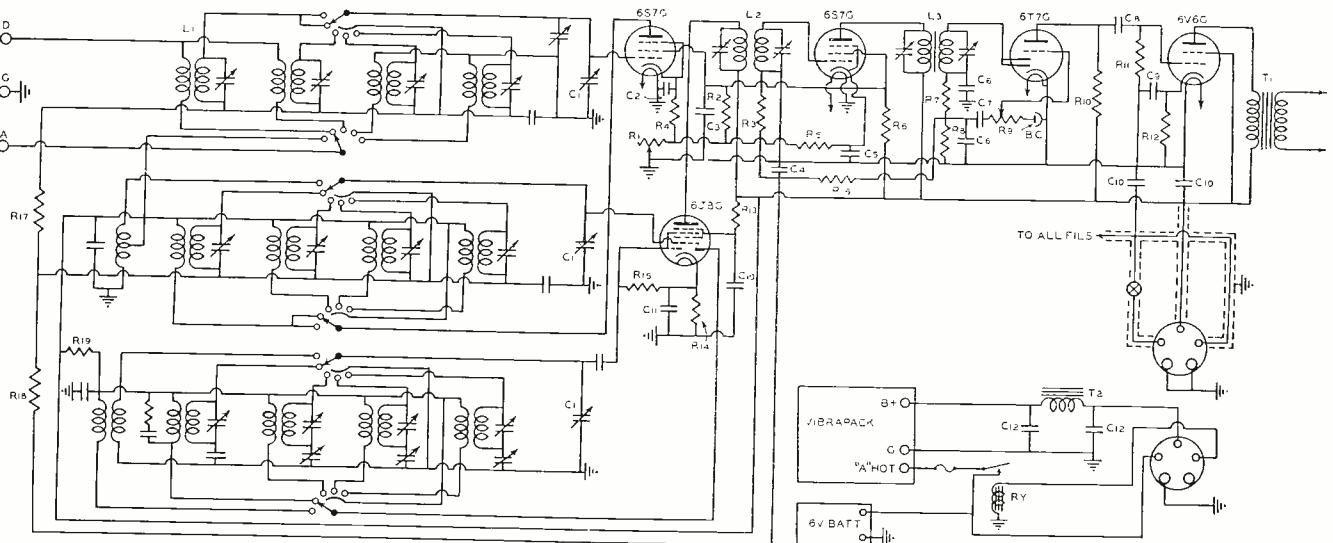 D
G
A
L1
C1
6S7G
L2
6S7G
L3
6T7G
C8
6V6G
T1
R1
R4
C2
R2
C3
R3
R5
C5
R6
C6
C7
R7
R8
C6
R9
BC
R10
R11
C9
R12
C4
C10
C10
R17
C1
6J8G
R13
R15
C11
R14
TO ALL FILS
R19
R18
C1
VIBRAPACK
B+
G
"A" HOT
T2
C12
C12
RY
6V BATT